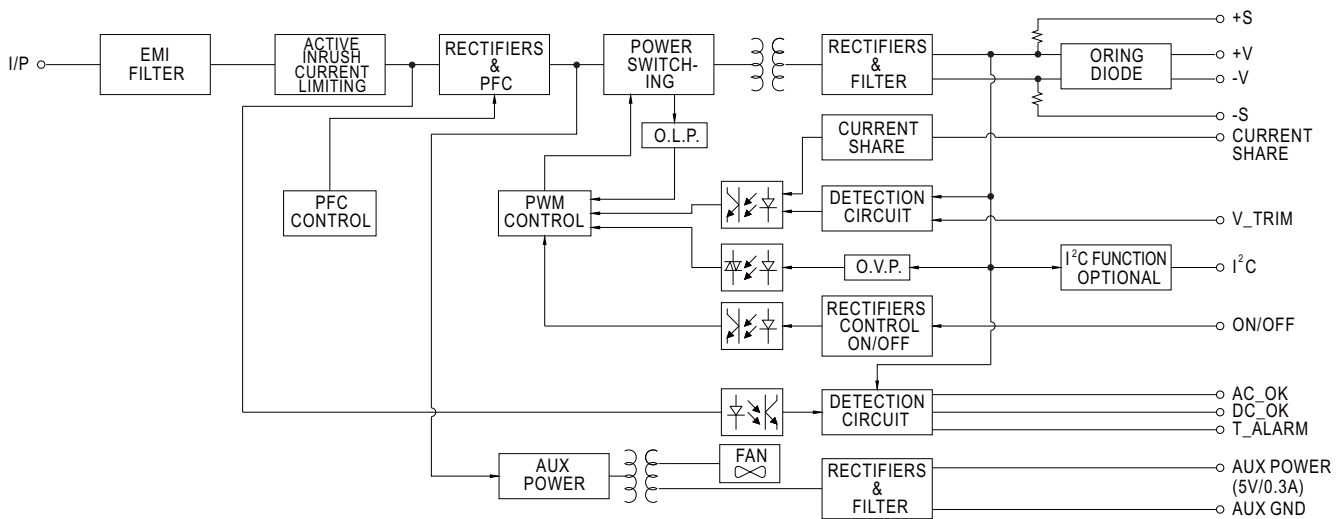 +S
I/P
EMI
FILTER
ACTIVE
INRUSH
CURRENT
LIMITING
RECTIFIERS
&
PFC
POWER
SWITCH-
ING
RECTIFIERS
&
FILTER
ORING
DIODE
+V
-V
-S
O.L.P.
CURRENT
SHARE
CURRENT
SHARE
PFC
CONTROL
PWM
CONTROL
DETECTION
CIRCUIT
V_TRIM
O.V.P.
I²C FUNCTION
OPTIONAL
I²C
RECTIFIERS
CONTROL
ON/OFF
ON/OFF
DETECTION
CIRCUIT
AC_OK
DC_OK
T_ALARM
AUX
POWER
FAN
RECTIFIERS
&
FILTER
AUX POWER
(5V/0.3A)
AUX GND